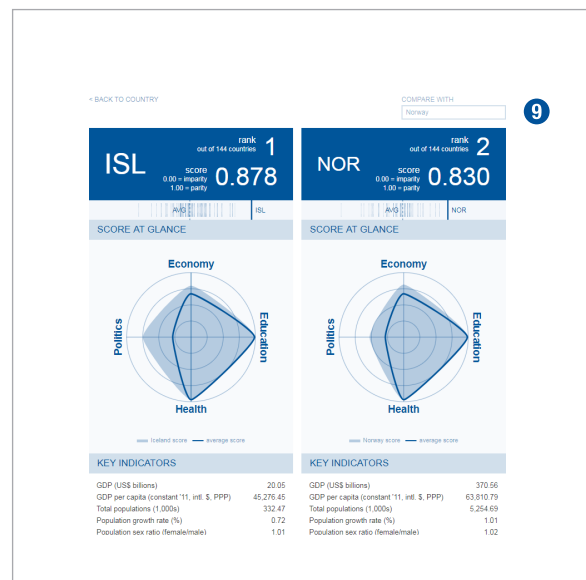 < BACK TO COUNTRY
COMPARE WITH
Norway
9
ISL
rank 1
out of 144 countries
score 0.878
0.00 = imparity
1.00 = parity
AVG
ISL
SCORE AT GLANCE
Economy
Education
Politics
Health
Iceland score
average score
KEY INDICATORS
GDP (US$ billions) 20.05
GDP per capita (constant '11, intl. $, PPP) 45,276.45
Total populations (1,000s) 332.47
Population growth rate (%) 0.72
Population sex ratio (female/male) 1.01
NOR
rank 2
out of 144 countries
score 0.830
0.00 = imparity
1.00 = parity
AVG
NOR
SCORE AT GLANCE
Economy
Education
Politics
Health
Norway score
average score
KEY INDICATORS
GDP (US$ billions) 370.56
GDP per capita (constant '11, intl. $, PPP) 63,810.79
Total populations (1,000s) 5,254.69
Population growth rate (%) 1.01
Population sex ratio (female/male) 1.02